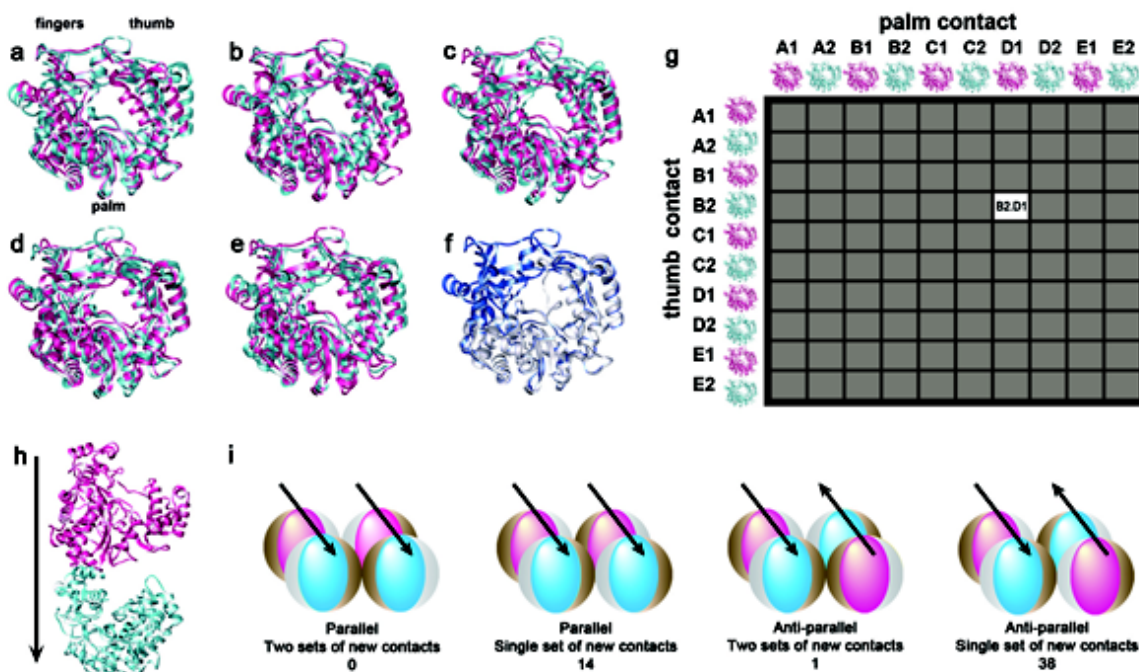 fingers thumb
a b c
palm
d e f
palm contact
g A1 A2 B1 B2 C1 C2 D1 D2 E1 E2
thumb contact
A1
A2
B1
B2
B2.D1
C1
C2
D1
D2
E1
E2
h i
Parallel Parallel Anti-parallel Anti-parallel
Two sets of new contacts Single set of new contacts Two sets of new contacts Single set of new contacts
0 14 1 38